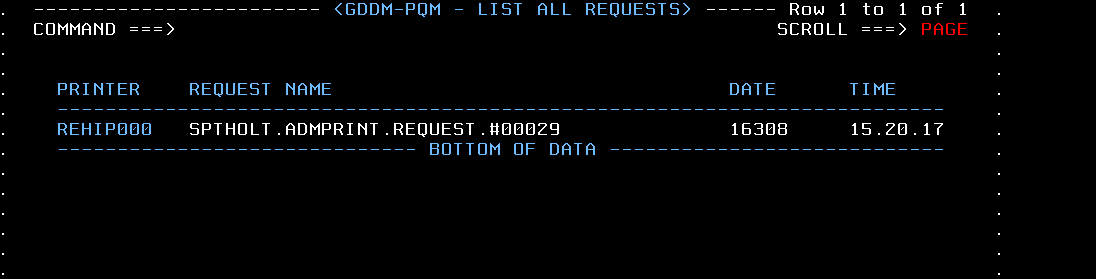 ------------------------ <GDDM-PQM - LIST ALL REQUESTS> ------ Row 1 to 1 of 1
COMMAND ===> SCROLL ===> PAGE
PRINTER REQUEST NAME DATE TIME
--------------------------------------------------------------------------
REHIP000 SPTHOLT.ADMPRINT.REQUEST.#00029 16308 15.20.17
------------------------------ BOTTOM OF DATA ----------------------------